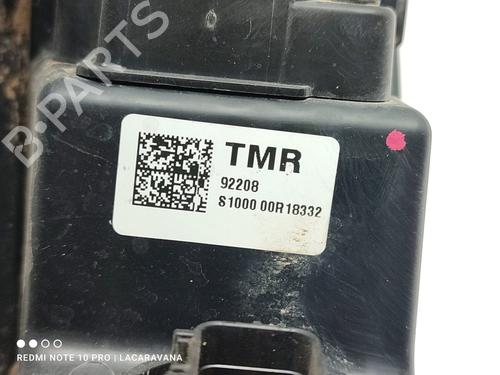 B-PARTS
TMR
92208
S1000 00R18332
REDMI NOTE 10 PRO | LACARAVANA